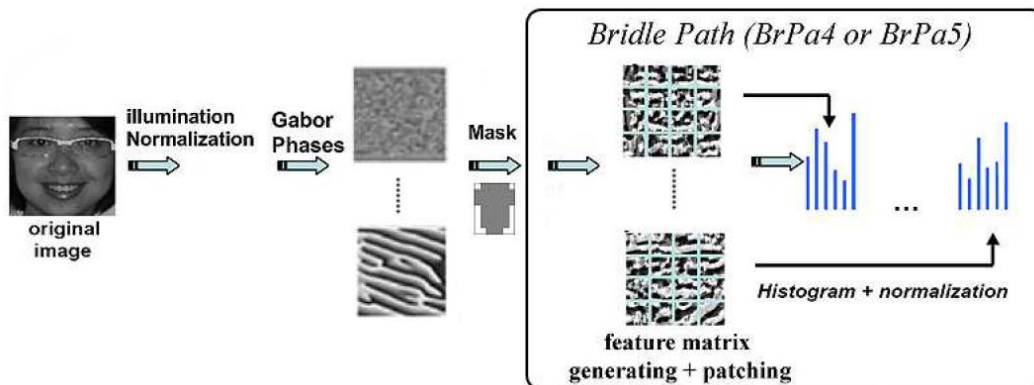 Bridle Path (BrPa4 or BrPa5)
illumination
Normalization
Gabor
Phases
Mask
original
image
...
Histogram + normalization
feature matrix
generating + patching